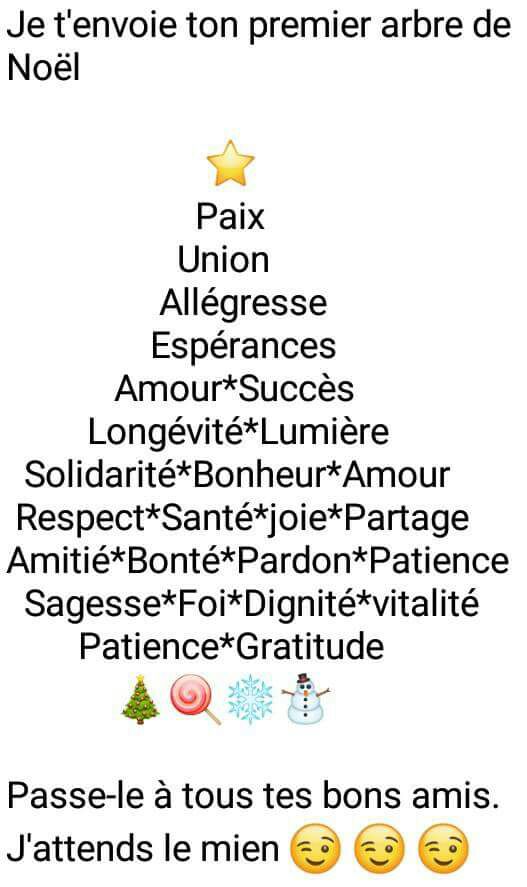 Je t'envoie ton premier arbre de
Noël
⭐
Paix
Union
Allégresse
Espérances
Amour*Succès
Longévité*Lumière
Solidarité*Bonheur*Amour
Respect*Santé*joie*Partage
Amitié*Bonté*Pardon*Patience
Sagesse*Foi*Dignité*vitalité
Patience*Gratitude
🎄🍭❄️⛄
Passe-le à tous tes bons amis.
J'attends le mien 😉 😉 😉